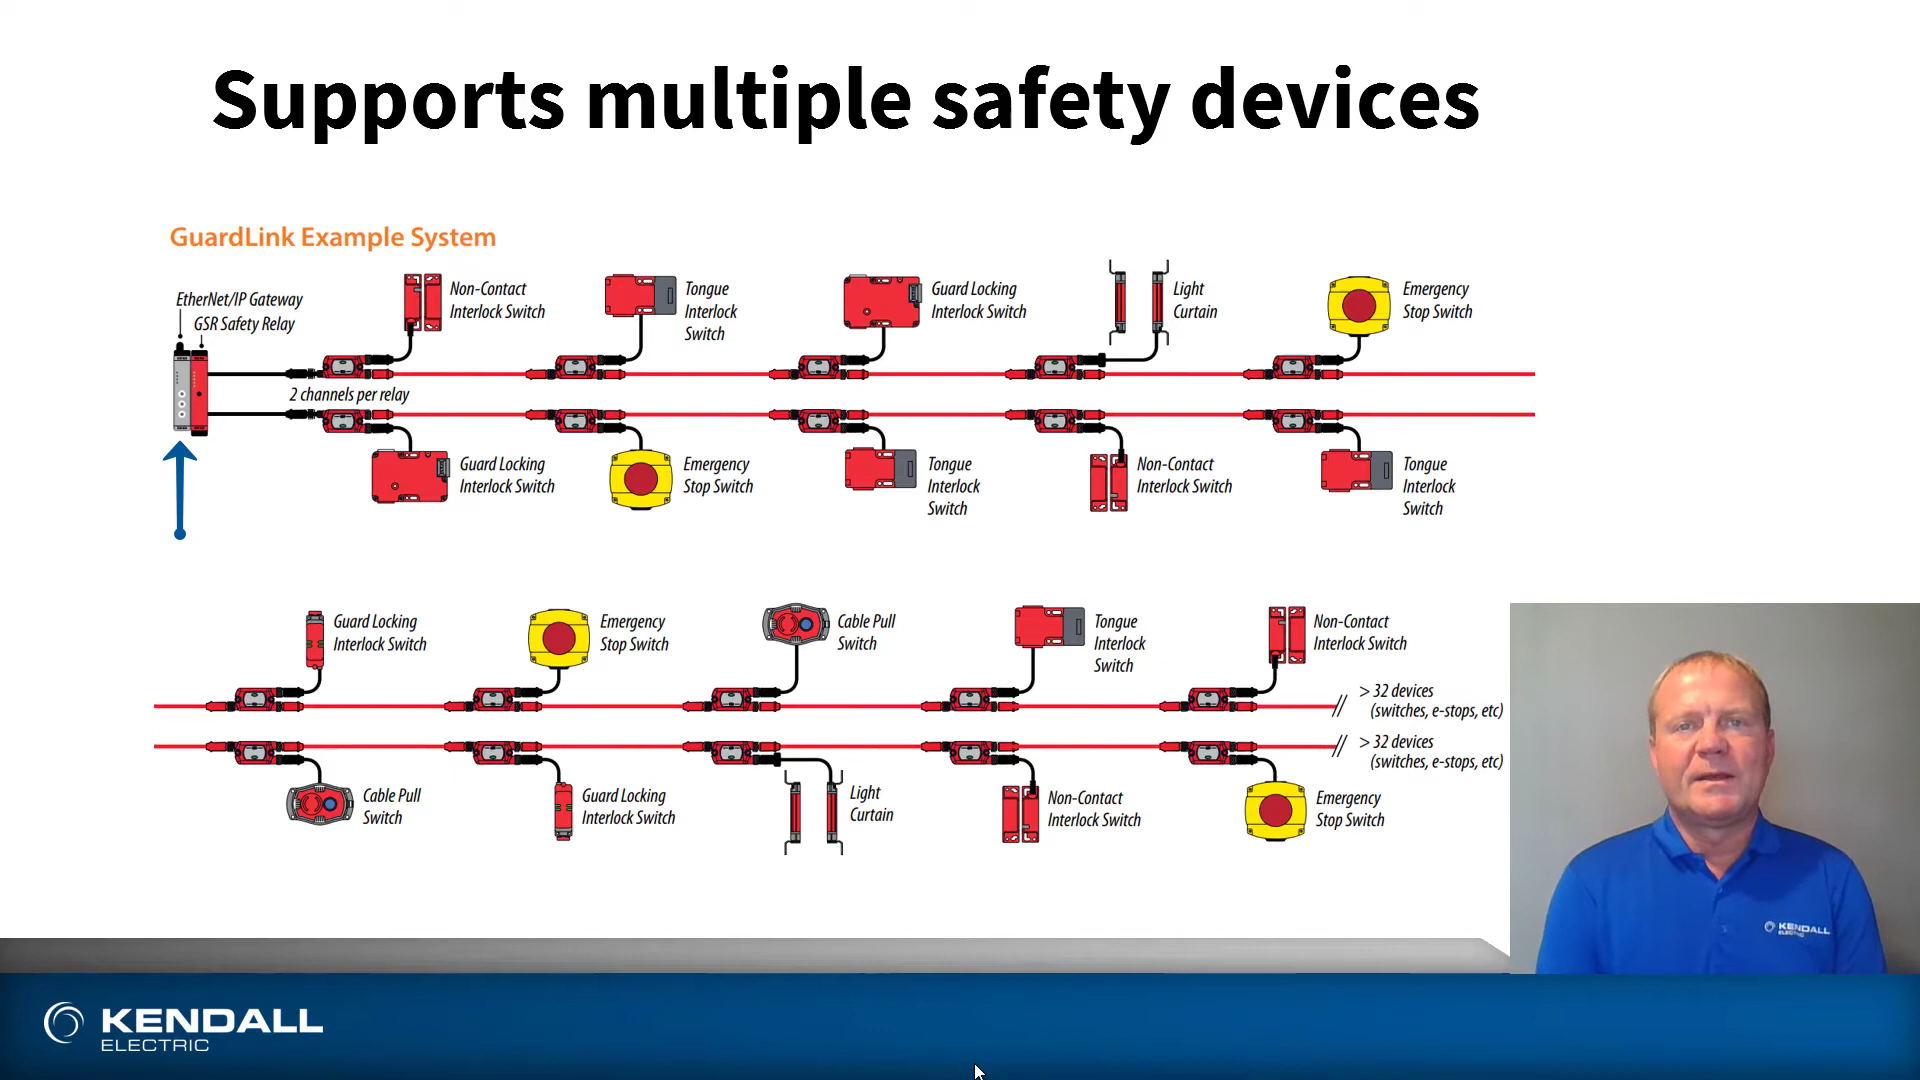 Supports multiple safety devices
GuardLink Example System
EtherNet/IP Gateway
GSR Safety Relay
Non-Contact
Interlock Switch
Tongue
Interlock
Switch
Guard Locking
Interlock Switch
Light
Curtain
Emergency
Stop Switch
2 channels per relay
Guard Locking
Interlock Switch
Emergency
Stop Switch
Tongue
Interlock
Switch
Non-Contact
Interlock Switch
Tongue
Interlock
Switch
Guard Locking
Interlock Switch
Emergency
Stop Switch
Cable Pull
Switch
Tongue
Interlock
Switch
Non-Contact
Interlock Switch
> 32 devices
(switches, e-stops, etc)
> 32 devices
(switches, e-stops, etc)
Cable Pull
Switch
Guard Locking
Interlock Switch
Light
Curtain
Non-Contact
Interlock Switch
Emergency
Stop Switch
KENDALL
ELECTRIC
KENDALL
ELECTRIC